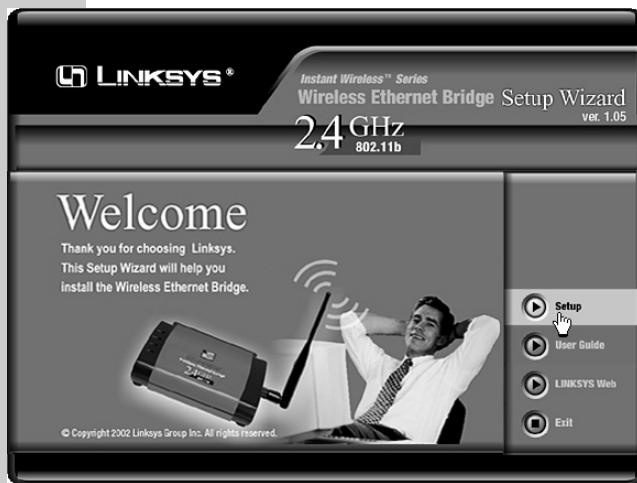 LINKSYS®
Instant Wireless™ Series
Wireless Ethernet Bridge Setup Wizard
ver. 1.05
2.4 GHz
802.11b
Welcome
Thank you for choosing Linksys.
This Setup Wizard will help you
install the Wireless Ethernet Bridge.
2.4GHz
Setup
User Guide
LINKSYS Web
Exit
© Copyright 2002 Linksys Group Inc. All rights reserved.